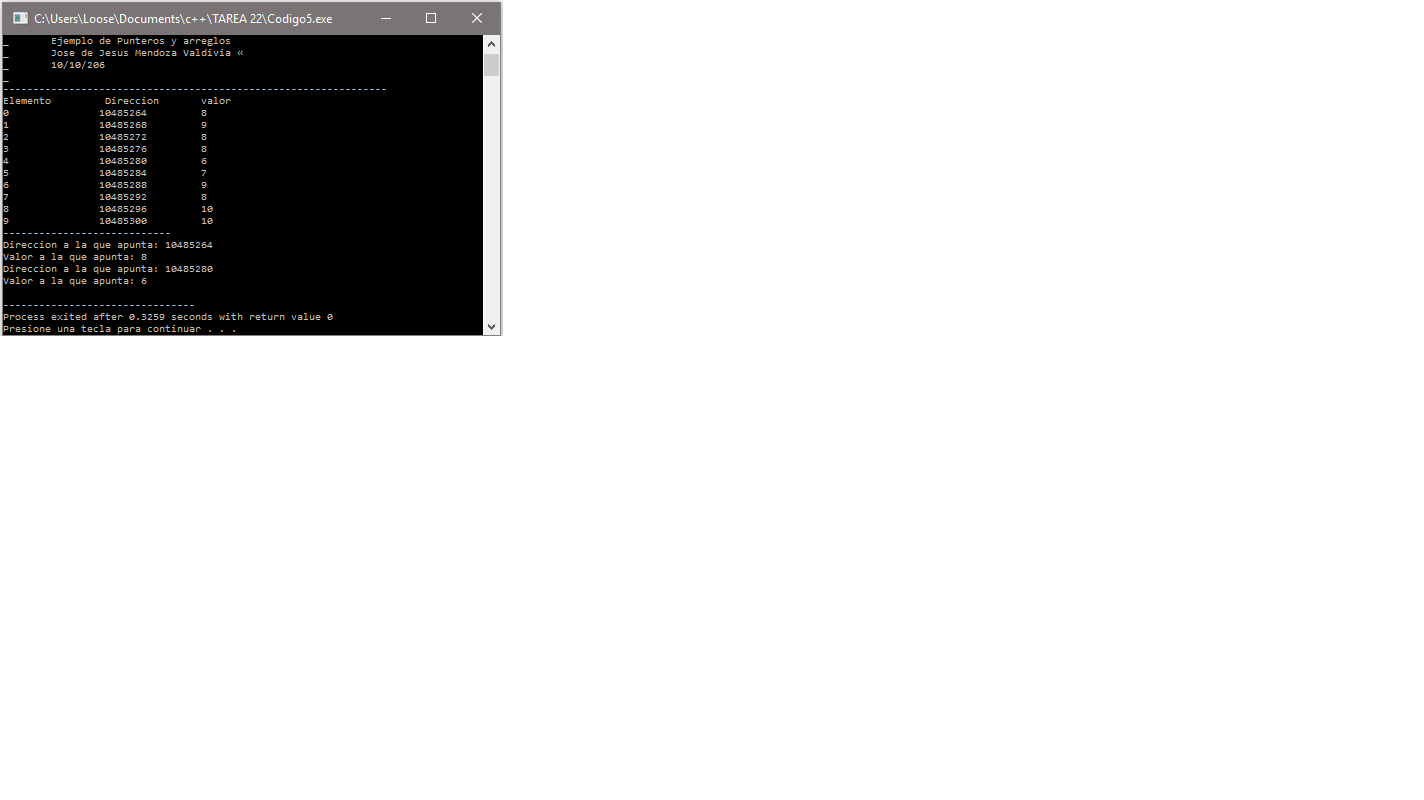 C:\Users\Loose\Documents\c++\TAREA 22\Codigo5.exe
_ Ejemplo de Punteros y arreglos
_ Jose de Jesus Mendoza Valdivia «
_ 10/10/206
_
----------------------------------------------------------------
Elemento Direccion valor
0 10485264 8
1 10485268 9
2 10485272 8
3 10485276 8
4 10485280 6
5 10485284 7
6 10485288 9
7 10485292 8
8 10485296 10
9 10485300 10
----------------------------
Direccion a la que apunta: 10485264
Valor a la que apunta: 8
Direccion a la que apunta: 10485280
Valor a la que apunta: 6
--------------------------------
Process exited after 0.3259 seconds with return value 0
Presione una tecla para continuar . . .